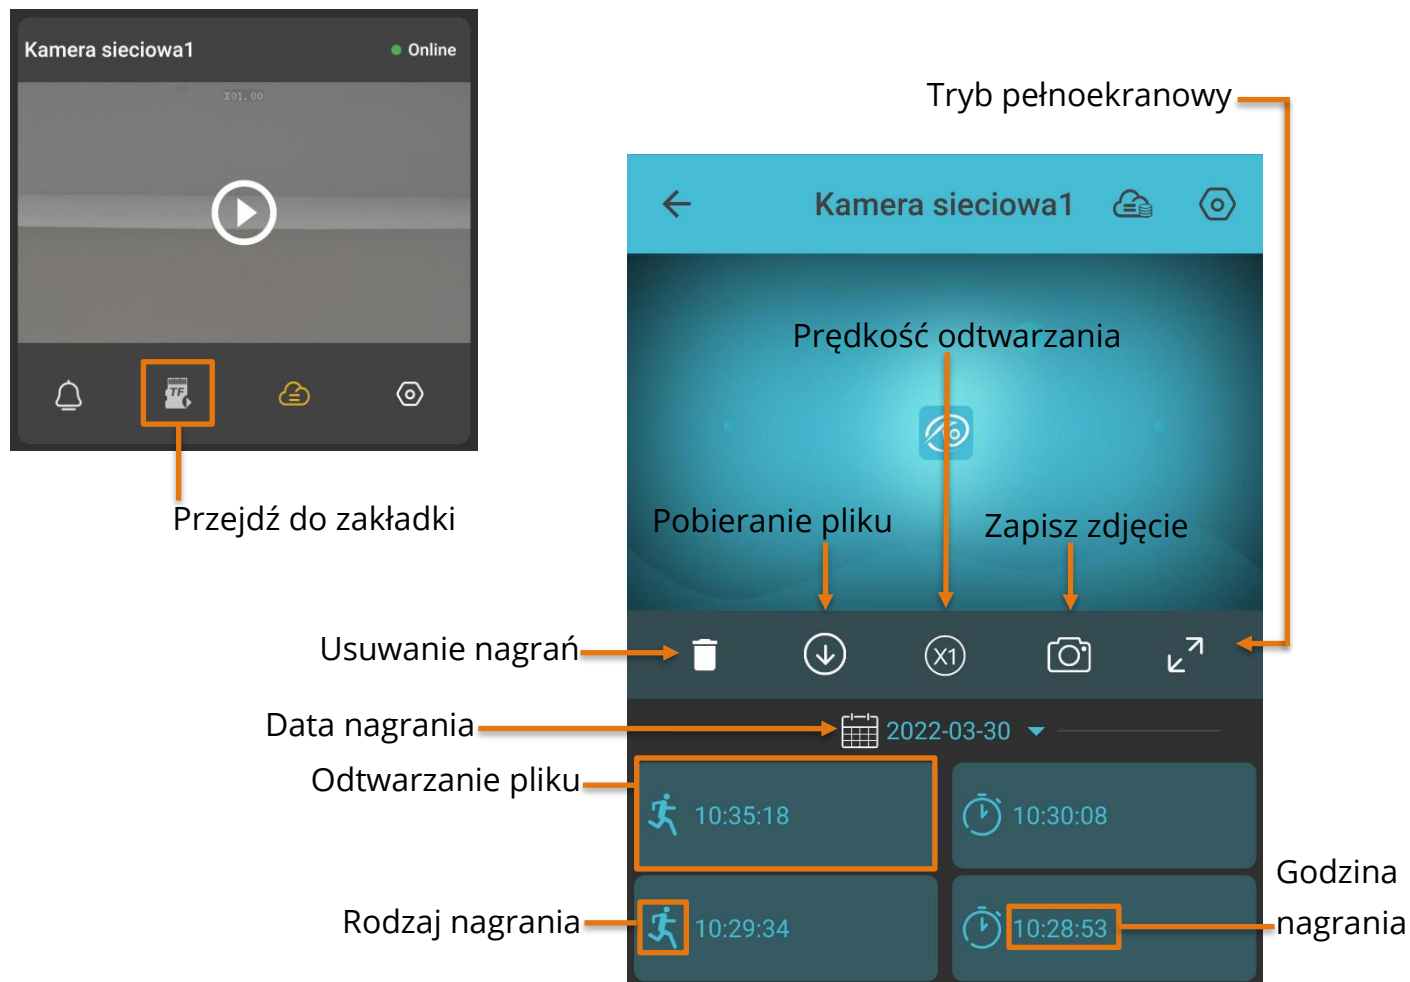 Kamera sieciowa1
Online
X01.00
TF
Przejdź do zakładki
Tryb pełnoekranowy
Kamera sieciowa1
Prędkość odtwarzania
Pobieranie pliku
Zapisz zdjęcie
Usuwanie nagrań
X1
Data nagrania
2022-03-30
Odtwarzanie pliku
10:35:18
10:30:08
Rodzaj nagrania
10:29:34
10:28:53
Godzina
nagrania